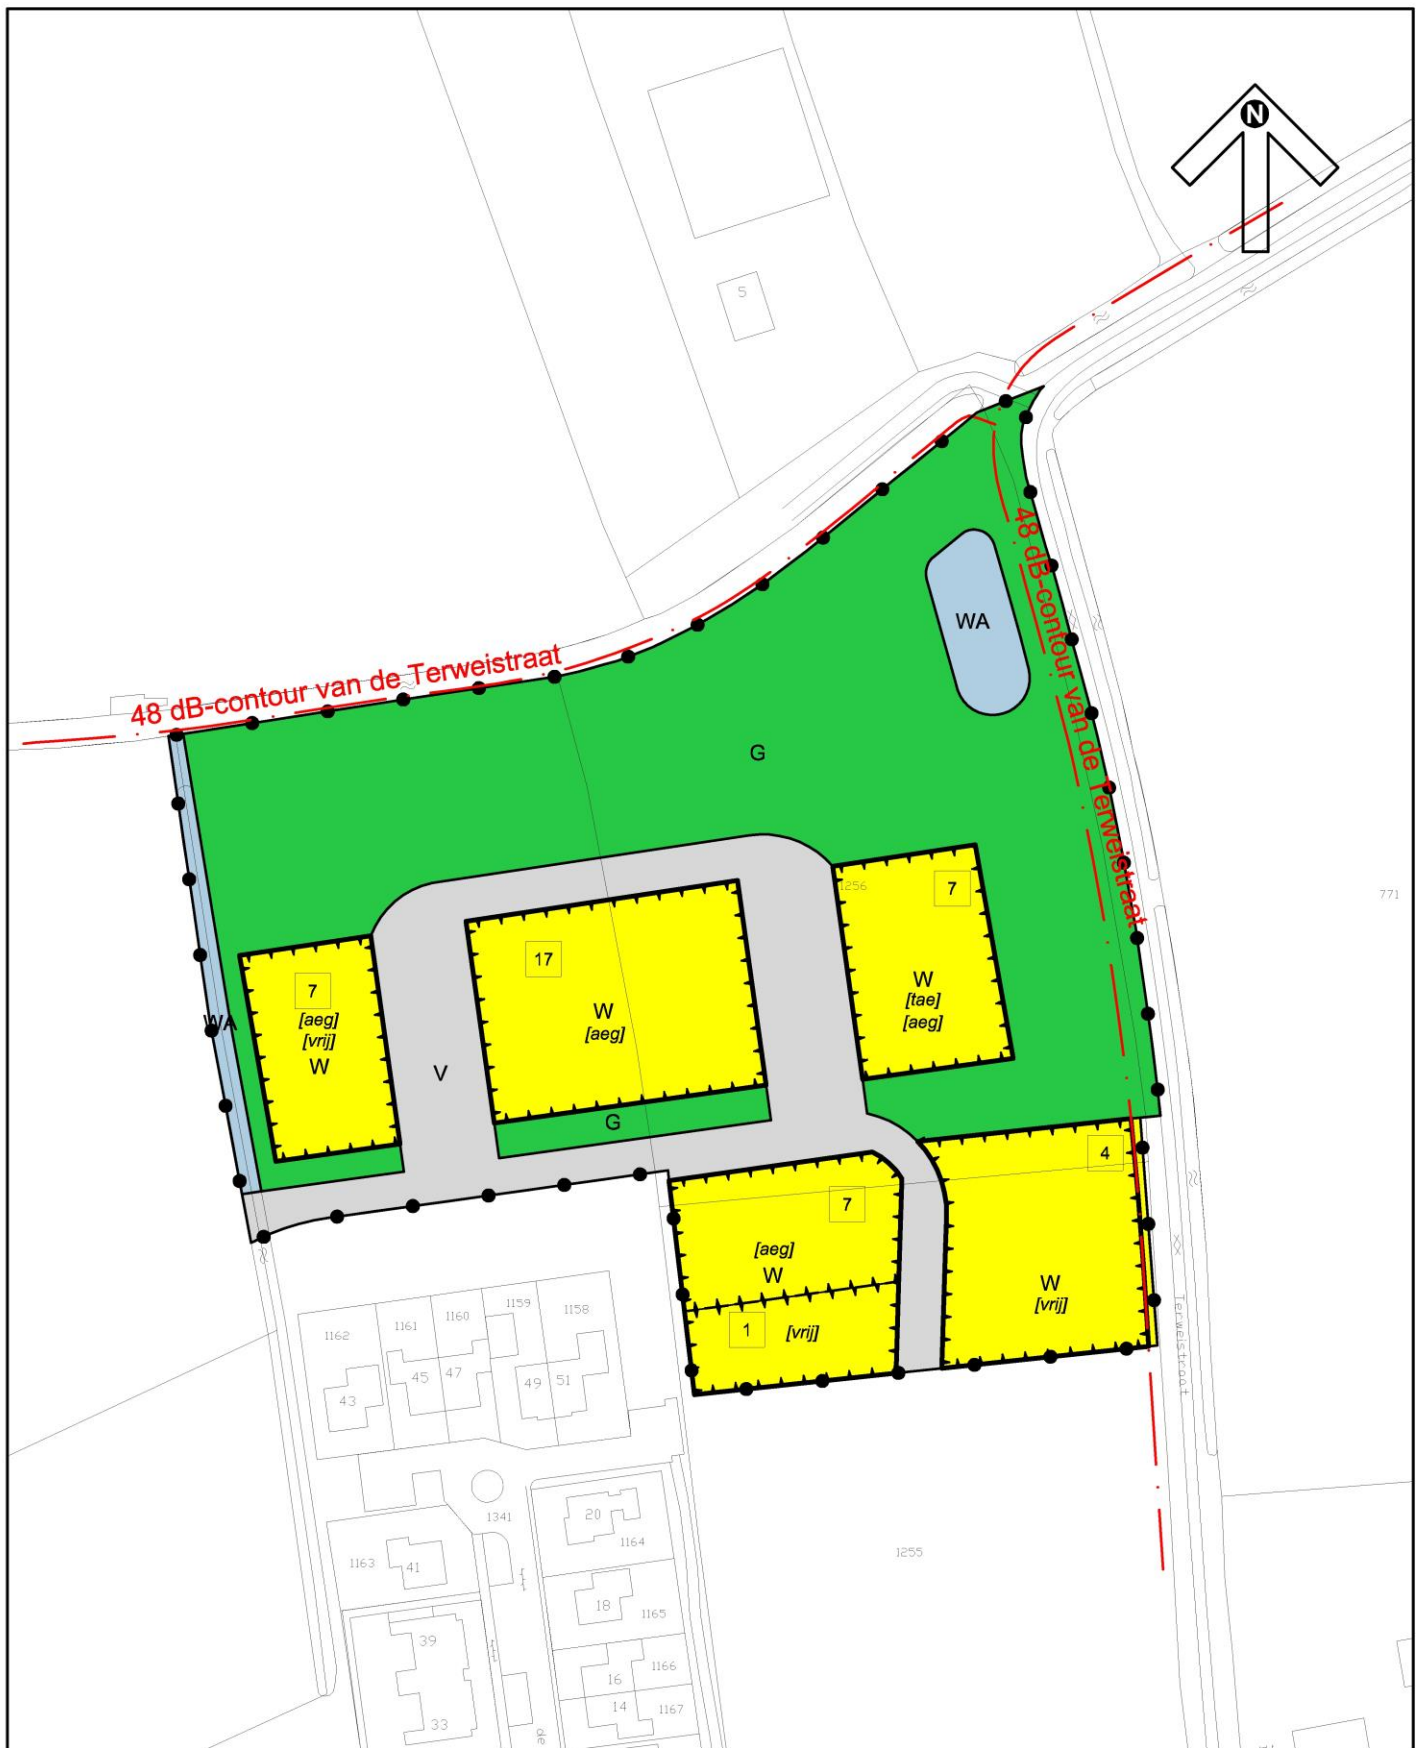 N
5
48 dB-contour van de Terweistraat
48 dB-contour van de Terweistraat
WA
G
1256
7
771
17
7
[aeg]
[vrij]
W
W
[aeg]
W
[tae]
[aeg]
WA
V
G
4
7
[aeg]
W
W
[vrij]
1
[vrij]
Terweistraat
1162
1161
1160
1159
1158
43
45
47
49
51
1341
20
1164
1163
41
1255
18
1165
39
16
1166
14
1167
33
de